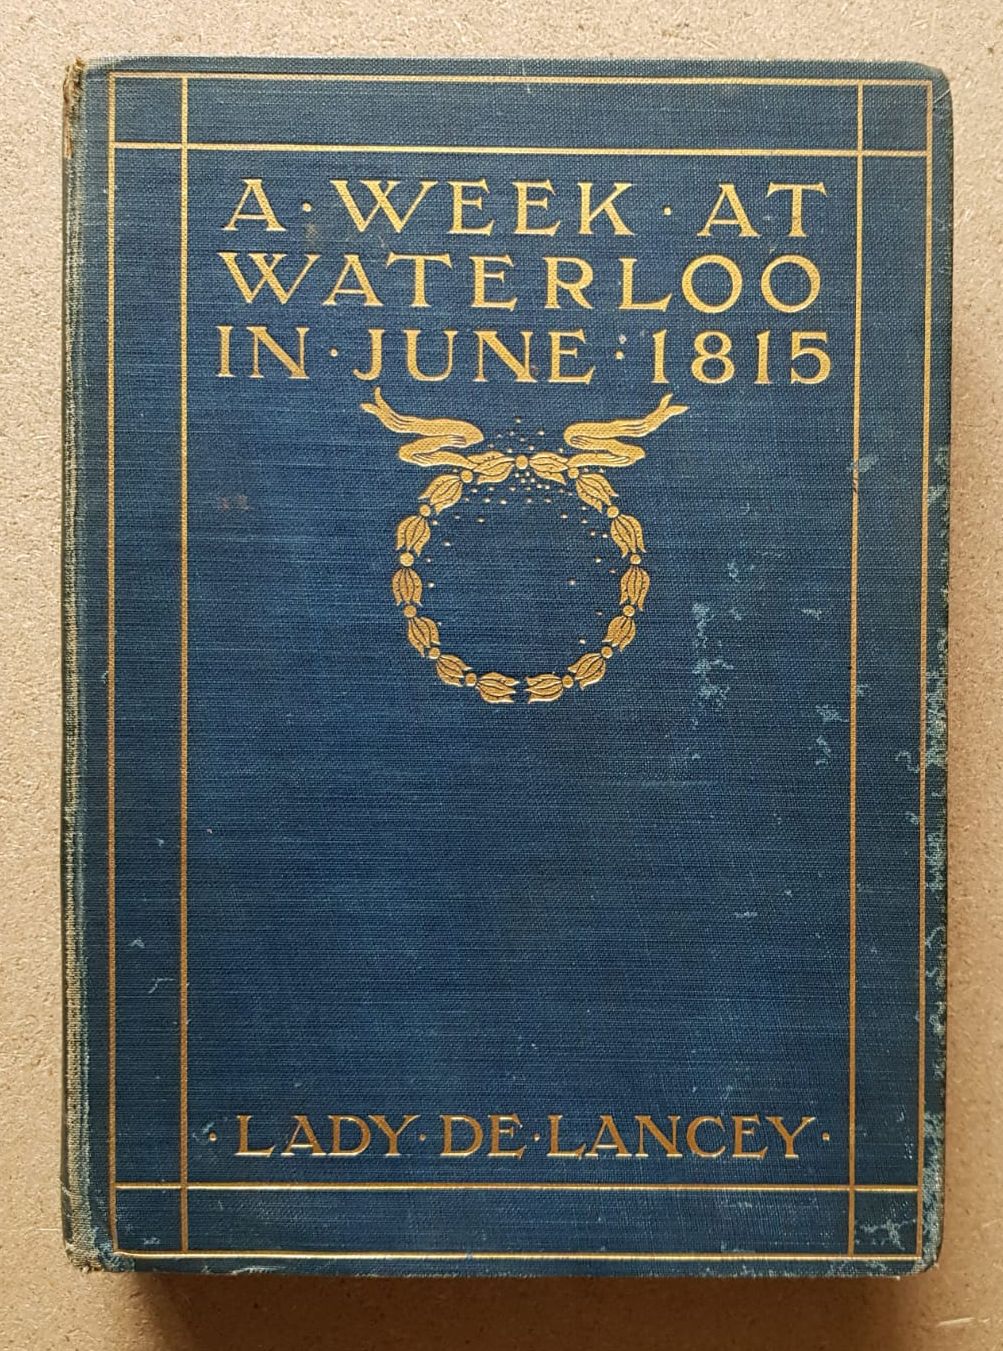 A · WEEK · AT
WATERLOO
IN · JUNE : 1815
· LADY · DE · LANCEY ·